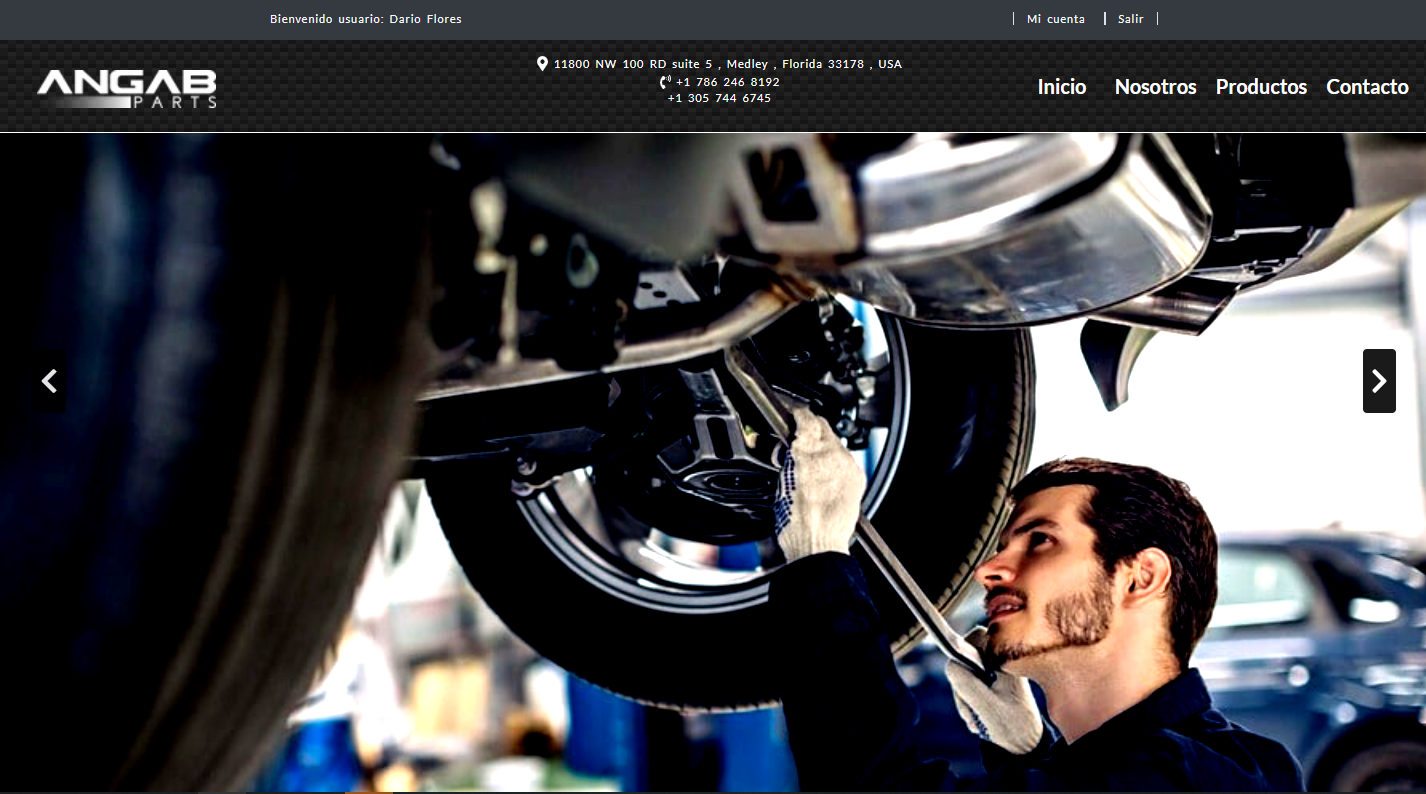 Bienvenido usuario: Dario Flores
Mi cuenta
Salir
ANGAB
PARTS
11800 NW 100 RD suite 5 , Medley , Florida 33178 , USA
+1 786 246 8192
+1 305 744 6745
Inicio Nosotros Productos Contacto